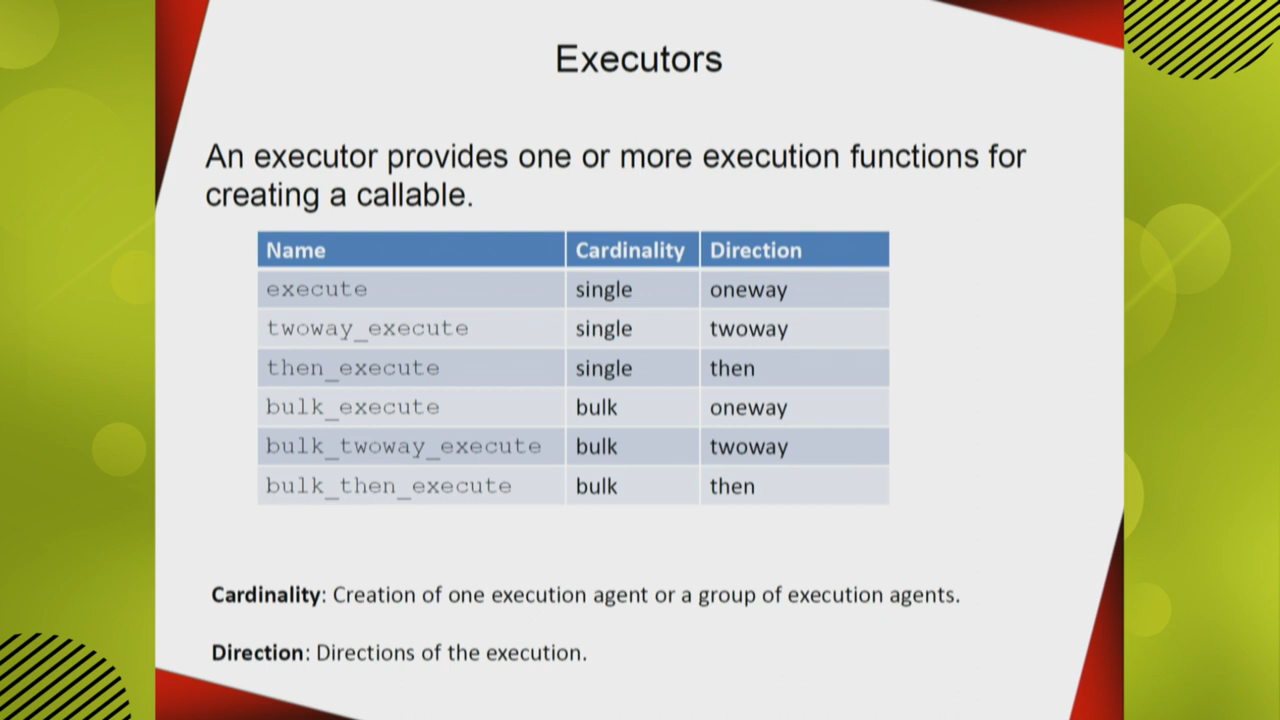 Executors
An executor provides one or more execution functions for
creating a callable.
Name Cardinality Direction
execute single oneway
twoway_execute single twoway
then_execute single then
bulk_execute bulk oneway
bulk_twoway_execute bulk twoway
bulk_then_execute bulk then
Cardinality: Creation of one execution agent or a group of execution agents.
Direction: Directions of the execution.